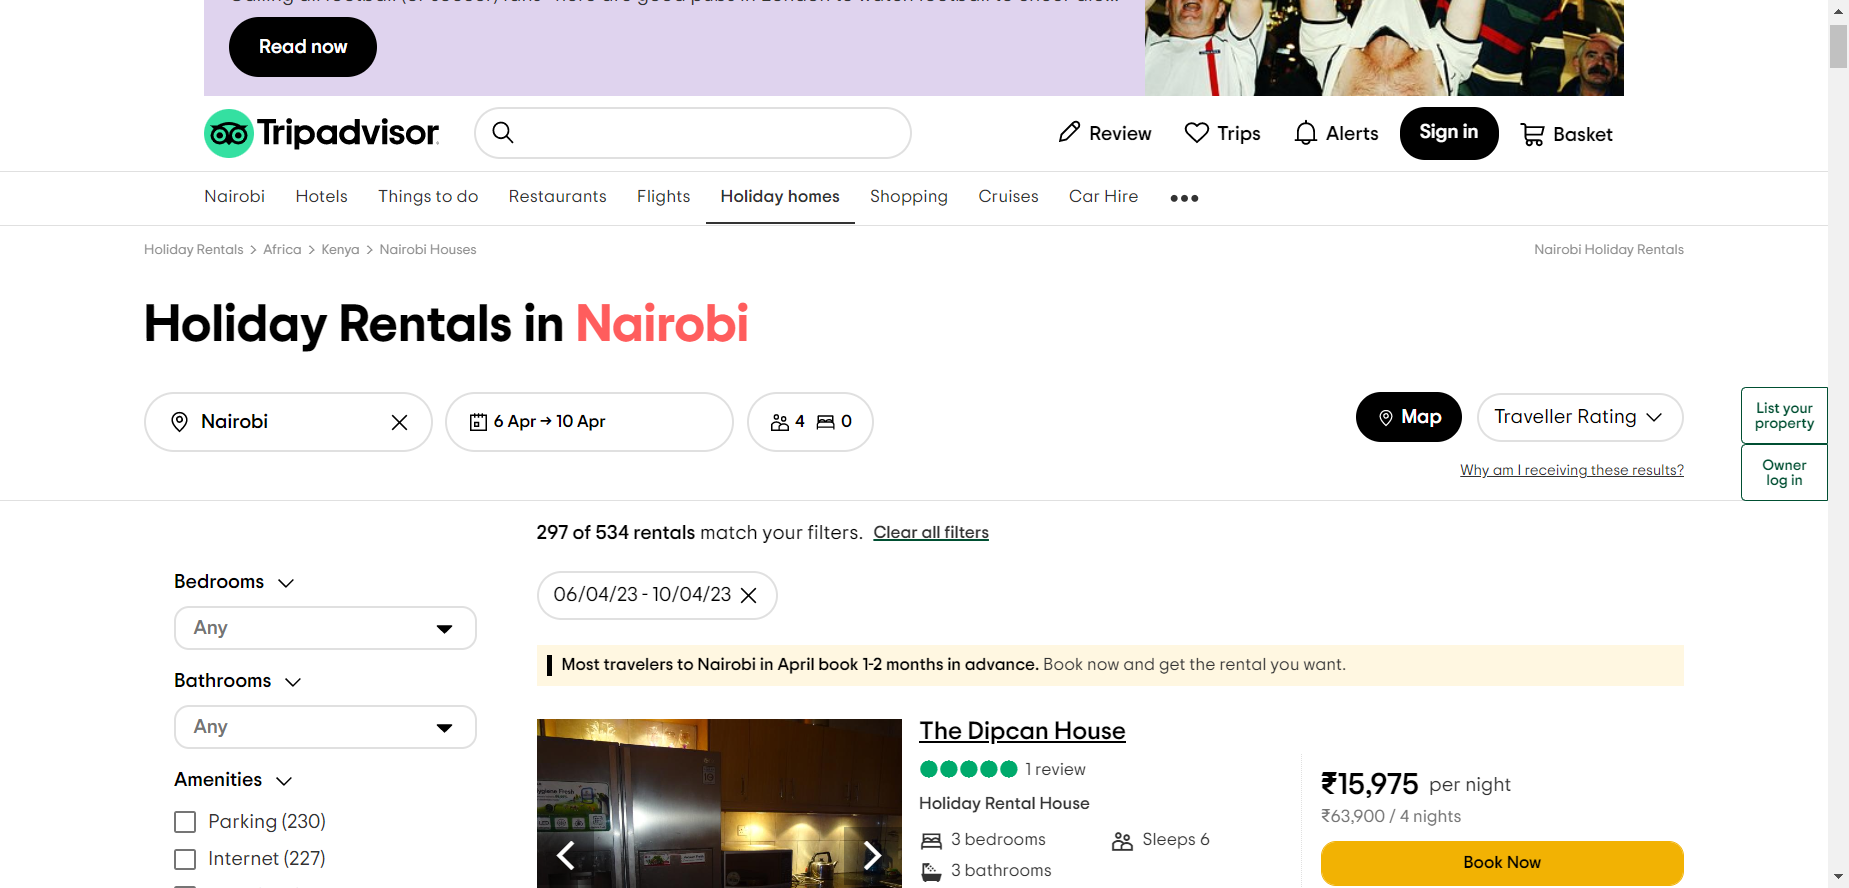 Read now
Tripadvisor
Review
Trips
Alerts
Sign in
Basket
Nairobi
Hotels
Things to do
Restaurants
Flights
Holiday homes
Shopping
Cruises
Car Hire
Holiday Rentals > Africa > Kenya > Nairobi Houses
Nairobi Holiday Rentals
Holiday Rentals in Nairobi
Nairobi
6 Apr → 10 Apr
4 0
Map
Traveller Rating
List your
property
Why am I receiving these results?
Owner
log in
297 of 534 rentals match your filters. Clear all filters
Bedrooms
Any
Bathrooms
Any
Amenities
Parking (230)
Internet (227)
06/04/23 - 10/04/23
Most travelers to Nairobi in April book 1-2 months in advance. Book now and get the rental you want.
The Dipcan House
1 review
Holiday Rental House
3 bedrooms
Sleeps 6
3 bathrooms
₹15,975 per night
₹63,900 / 4 nights
Book Now